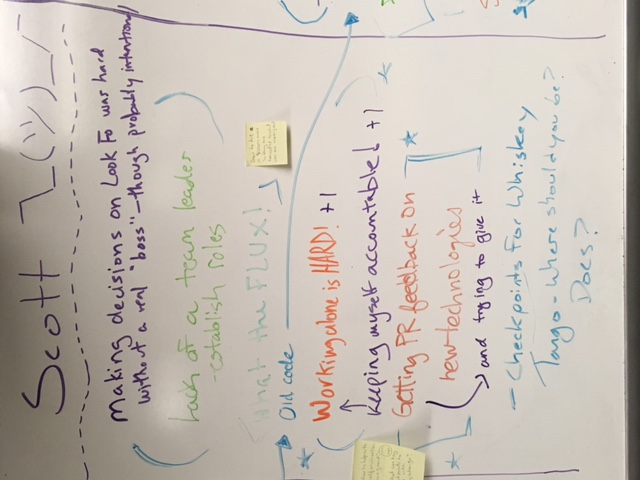 Scott ¯\_(ツ)_/¯
Making decisions on Look Fo was hard
without a real "boss" - though probably intentional
Lack of a team leader
- establish roles
What the FLUX!
Old code
Working alone is HARD! +1
Keeping myself accountable! +1
Getting PR feedback on
new technologies
and trying to give it
- Checkpoints for Whiskey
Tango - Where should you be?
Does?